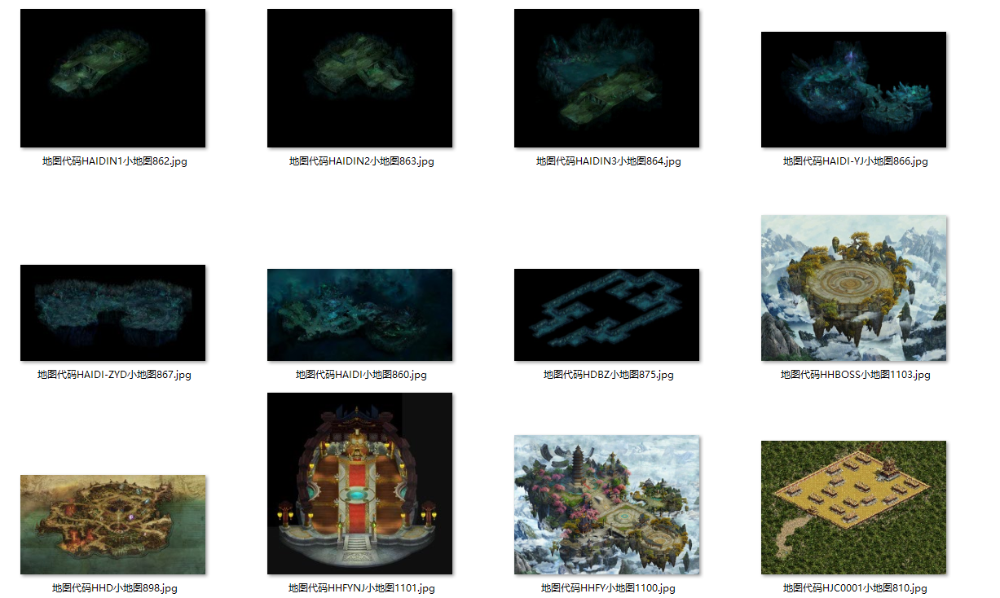 地图代码HAIDIN1小地图862.jpg
地图代码HAIDIN2小地图863.jpg
地图代码HAIDIN3小地图864.jpg
地图代码HAIDI-YJ小地图866.jpg
地图代码HAIDI-ZYD小地图867.jpg
地图代码HAIDI小地图860.jpg
地图代码HDBZ小地图875.jpg
地图代码HHBOSS小地图1103.jpg
地图代码HHD小地图898.jpg
地图代码HHFYNJ小地图1101.jpg
地图代码HHFY小地图1100.jpg
地图代码HJC0001小地图810.jpg